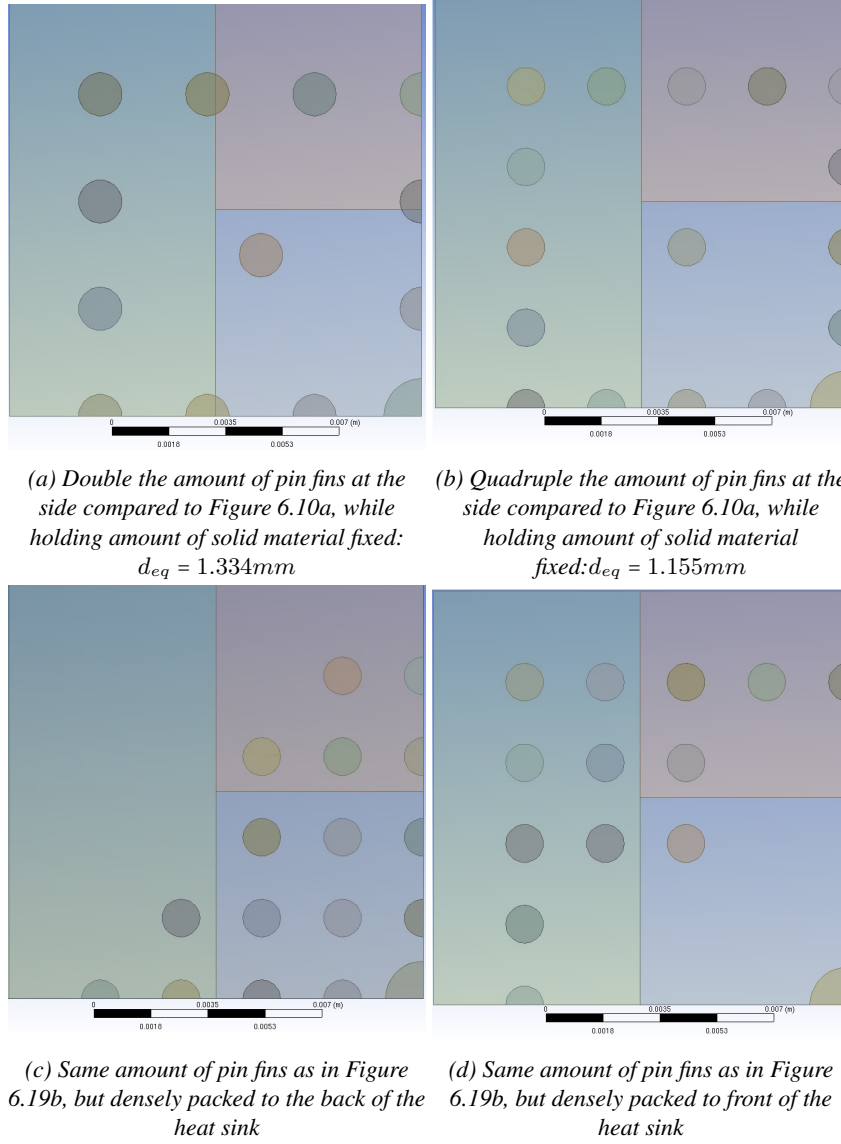 0 0.0035 0.007 (m)
0.0018 0.0053
0 0.0035 0.007 (m)
0.0018 0.0053
(a) Double the amount of pin fins at the
side compared to Figure 6.10a, while
holding amount of solid material fixed:
d_eq = 1.334mm
(b) Quadruple the amount of pin fins at the
side compared to Figure 6.10a, while
holding amount of solid material
fixed:d_eq = 1.155mm
0 0.0035 0.007 (m)
0.0018 0.0053
0 0.0035 0.007 (m)
0.0018 0.0053
(c) Same amount of pin fins as in Figure
6.19b, but densely packed to the back of the
heat sink
(d) Same amount of pin fins as in Figure
6.19b, but densely packed to front of the
heat sink